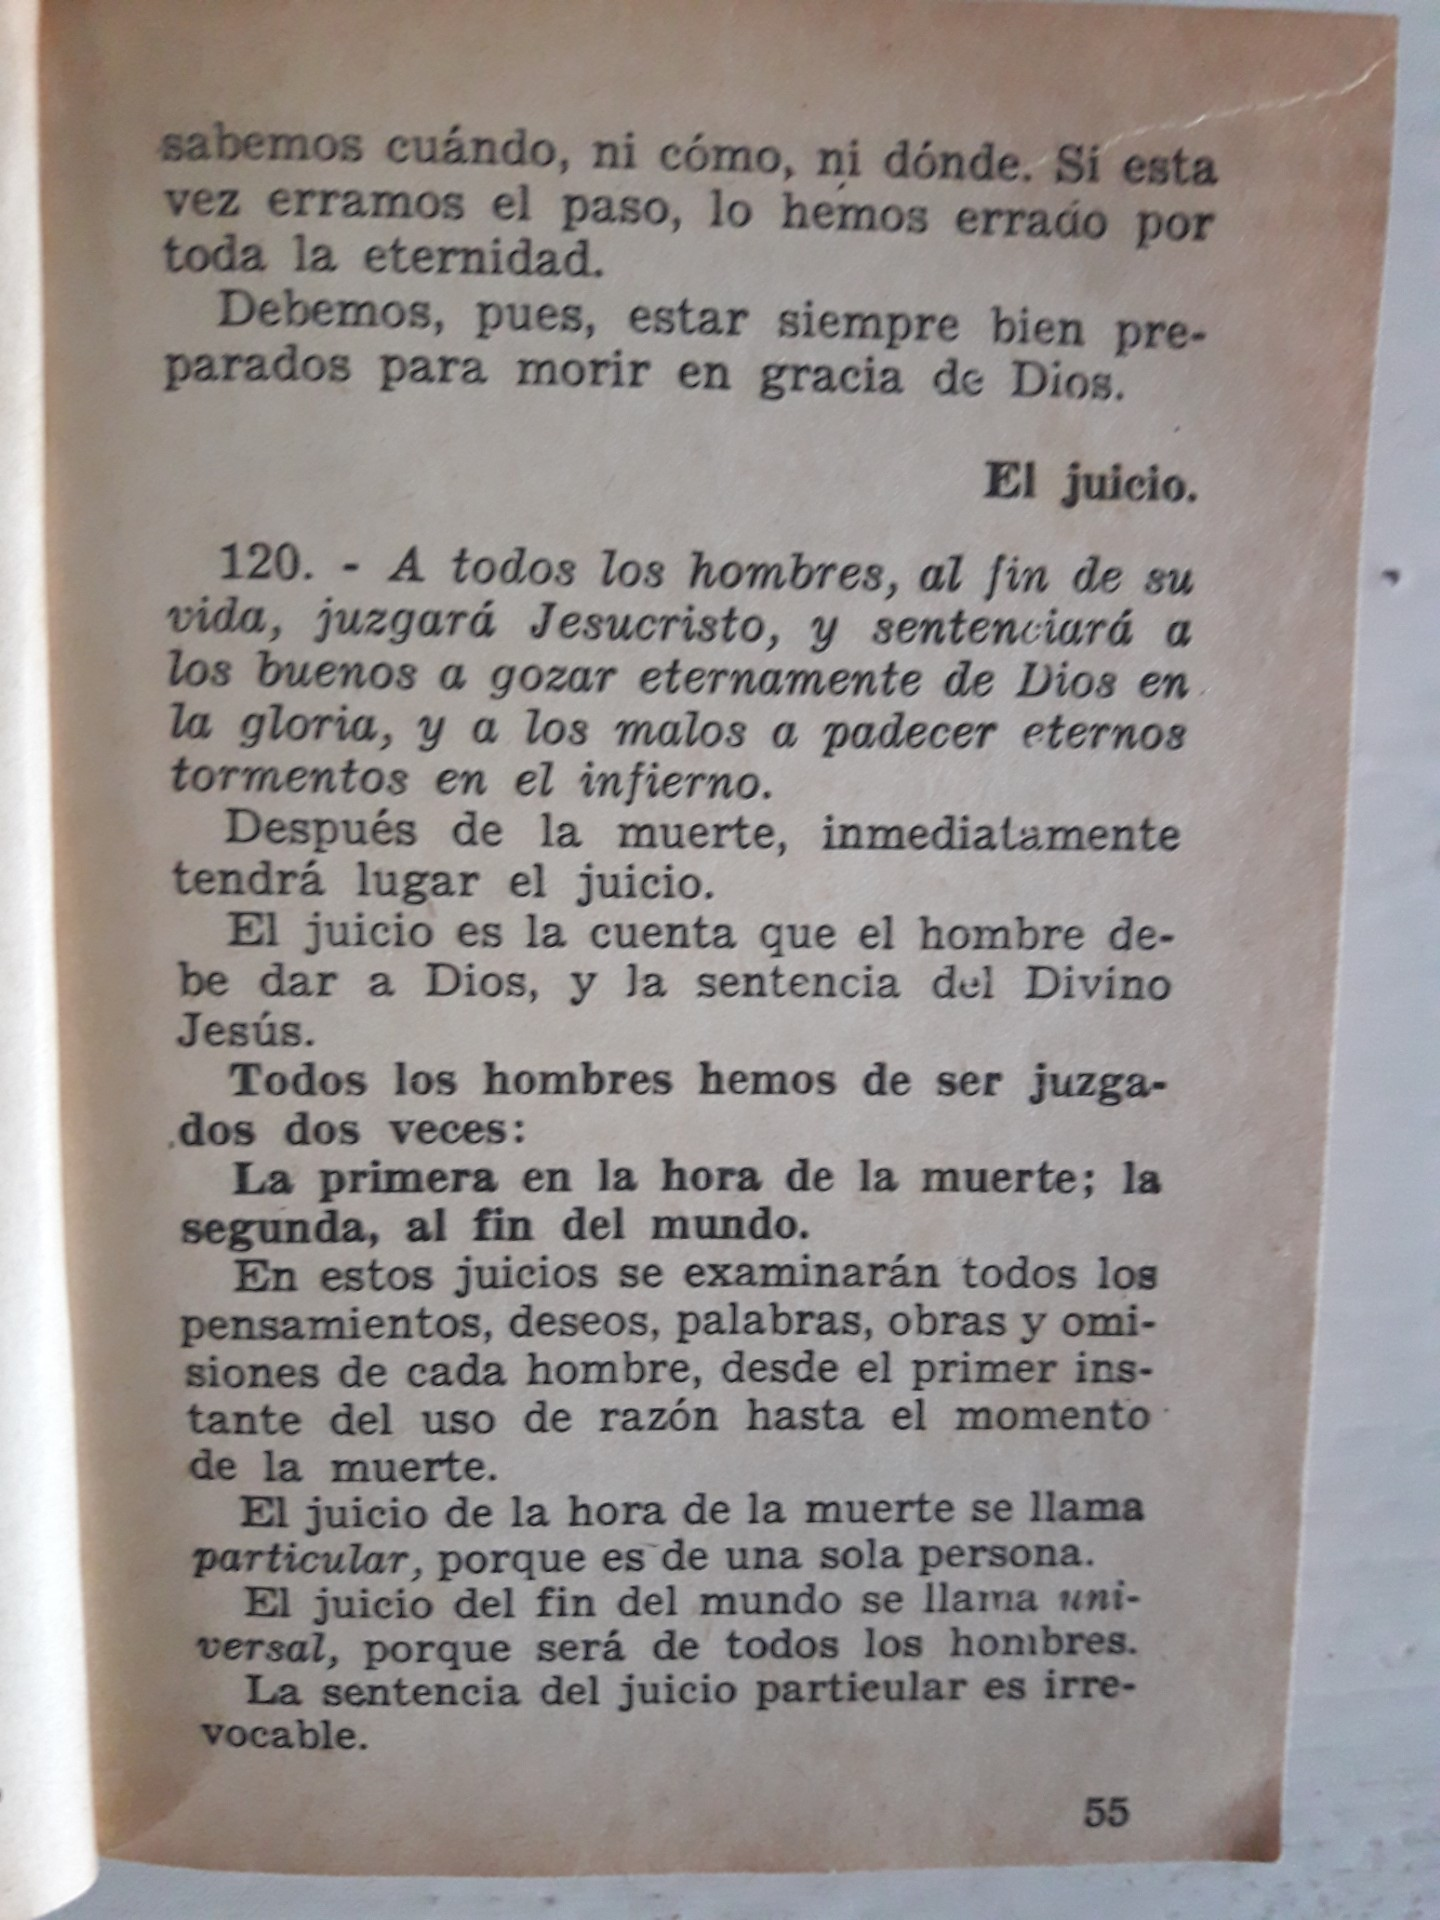 sabemos cuándo, ni cómo, ni dónde. Si esta
vez erramos el paso, lo hemos errado por
toda la eternidad.
Debemos, pues, estar siempre bien pre-
parados para morir en gracia de Dios.
El juicio.
120. - A todos los hombres, al fin de su
vida, juzgará Jesucristo, y sentenciará a
los buenos a gozar eternamente de Dios en
la gloria, y a los malos a padecer eternos
tormentos en el infierno.
Después de la muerte, inmediatamente
tendrá lugar el juicio.
El juicio es la cuenta que el hombre de-
be dar a Dios, y la sentencia del Divino
Jesús.
Todos los hombres hemos de ser juzga-
dos dos veces:
La primera en la hora de la muerte; la
segunda, al fin del mundo.
En estos juicios se examinarán todos los
pensamientos, deseos, palabras, obras y omi-
siones de cada hombre, desde el primer ins-
tante del uso de razón hasta el momento
de la muerte.
El juicio de la hora de la muerte se llama
particular, porque es de una sola persona.
El juicio del fin del mundo se llama uni-
versal, porque será de todos los hombres.
La sentencia del juicio particular es irre-
vocable.
55